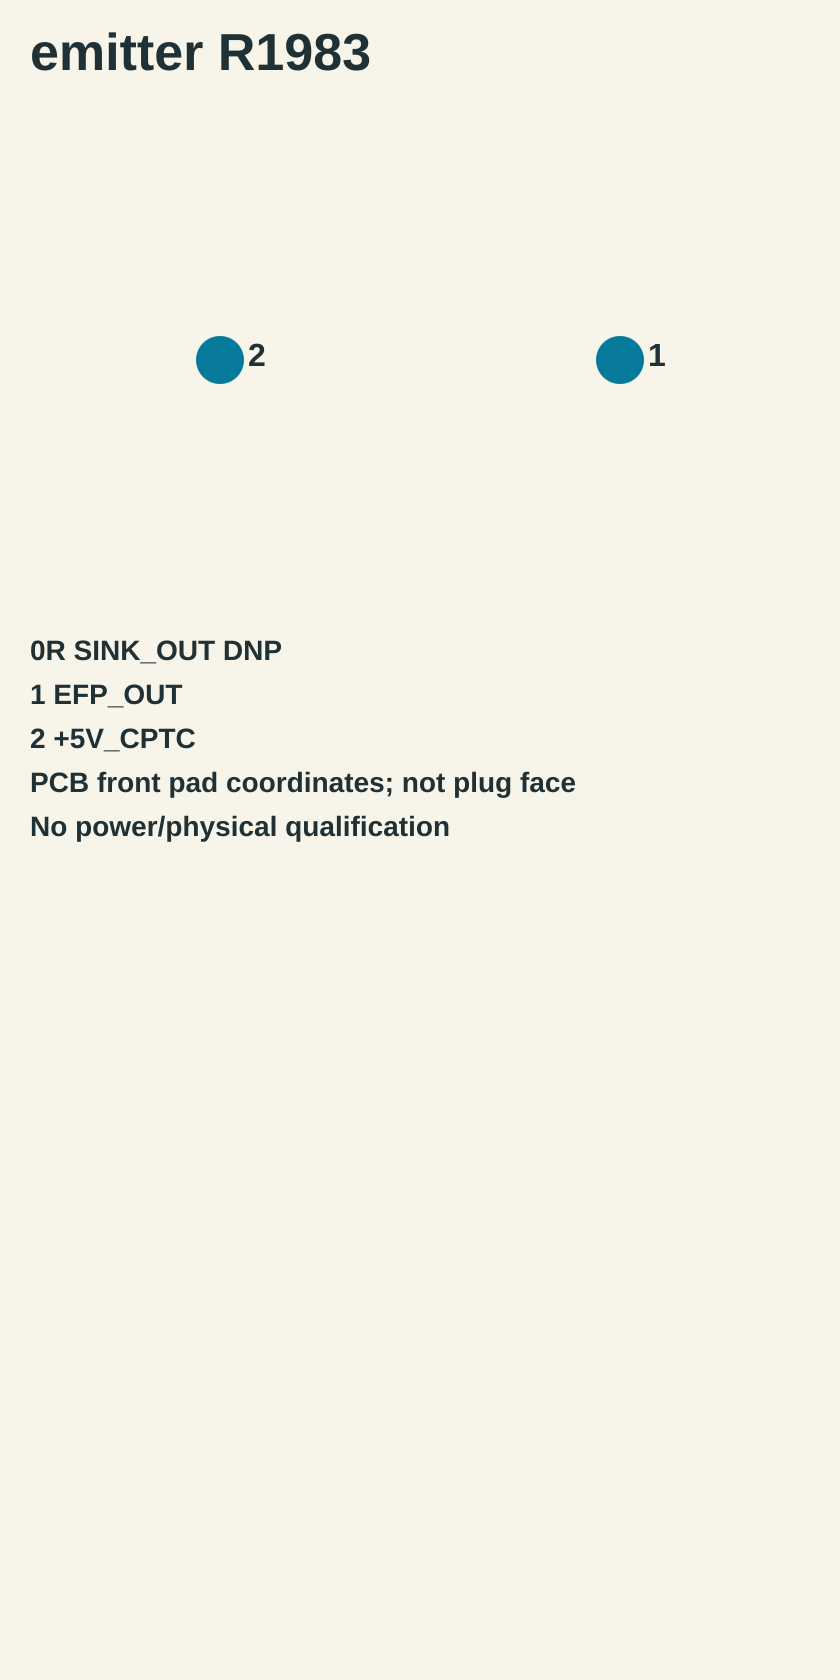 emitter R1983
2 1
0R SINK_OUT DNP
1 EFP_OUT
2 +5V_CPTC
PCB front pad coordinates; not plug face
No power/physical qualification